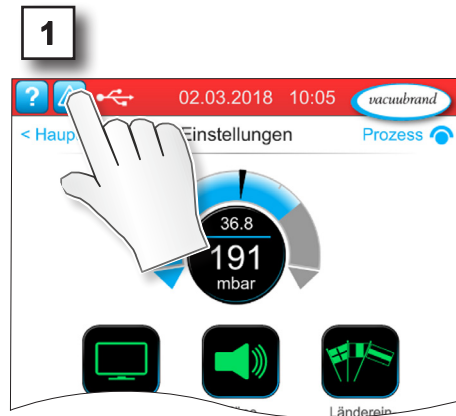 1
? 02.03.2018 10:05 vacuubrand
< Haup Einstellungen Prozess
36.8
191
mbar
Länderein